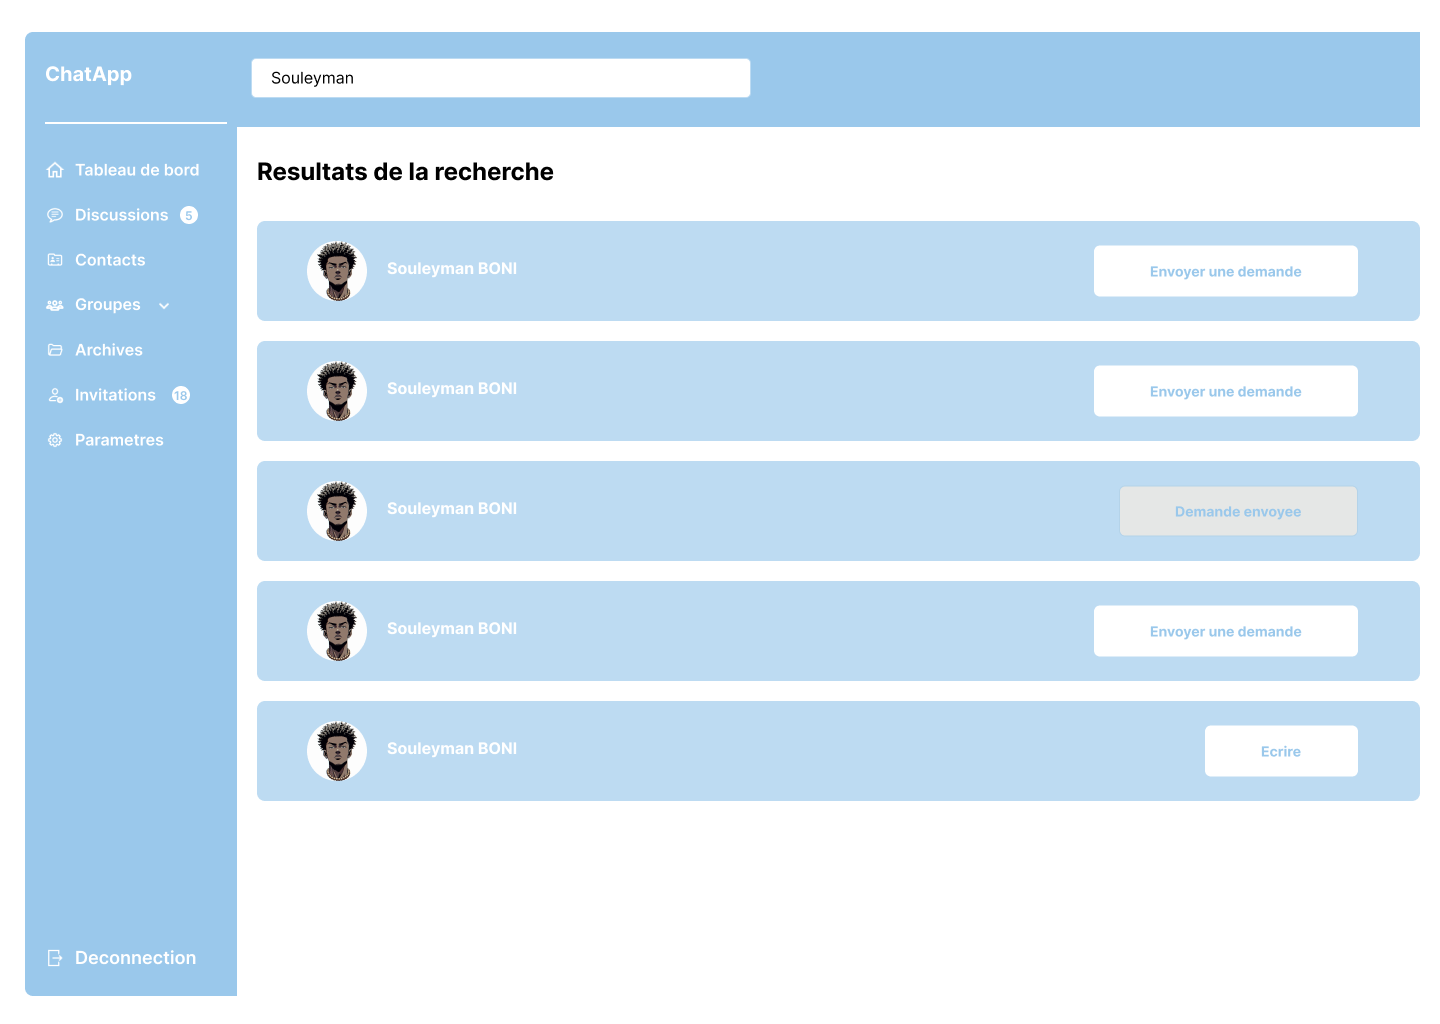 ChatApp
Souleyman
Tableau de bord
Discussions 5
Contacts
Groupes
Archives
Invitations 18
Parametres
Deconnection
Resultats de la recherche
Souleyman BONI
Envoyer une demande
Souleyman BONI
Envoyer une demande
Souleyman BONI
Demande envoyee
Souleyman BONI
Envoyer une demande
Souleyman BONI
Ecrire